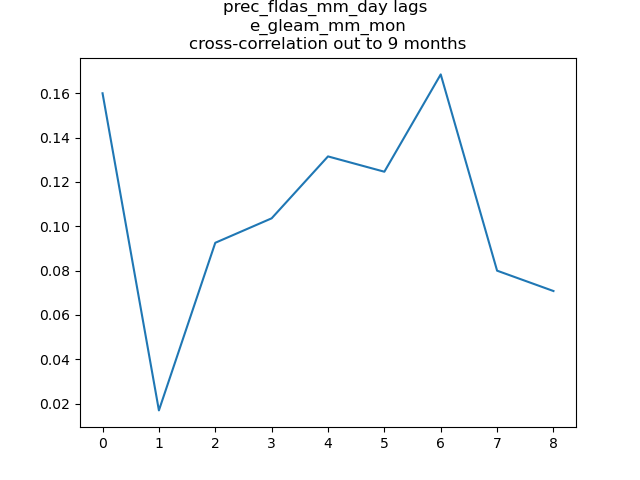 prec_fldas_mm_day lags
e_gleam_mm_mon
cross-correlation out to 9 months
0.16
0.14
0.12
0.10
0.08
0.06
0.04
0.02
0 1 2 3 4 5 6 7 8